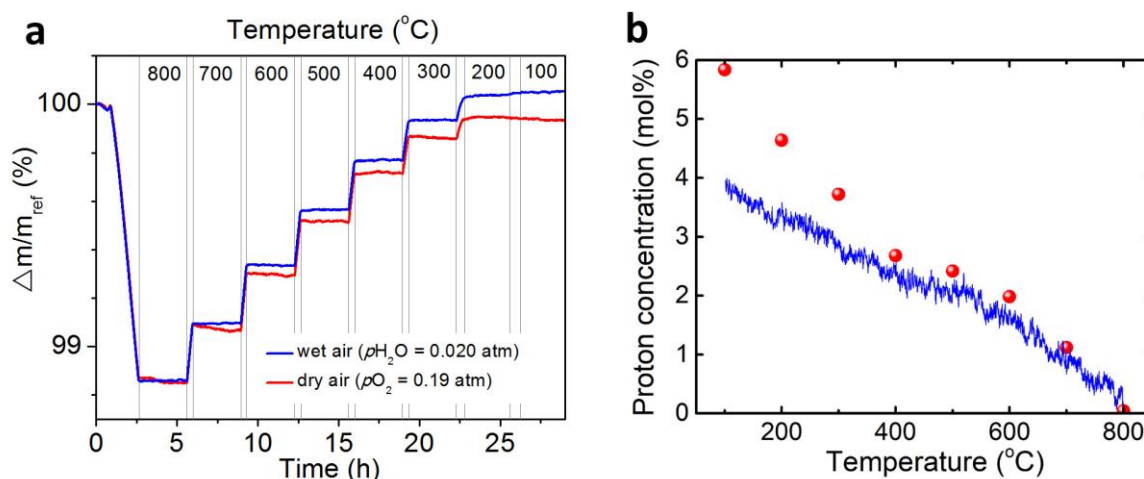 a
Temperature (°C)
800 700 600 500 400 300 200 100
100
99
△m/m_ref (%)
wet air (pH₂O = 0.020 atm)
dry air (pO₂ = 0.19 atm)
0 5 10 15 20 25
Time (h)
b
6
5
4
3
2
1
0
Proton concentration (mol%)
200 400 600 800
Temperature (°C)